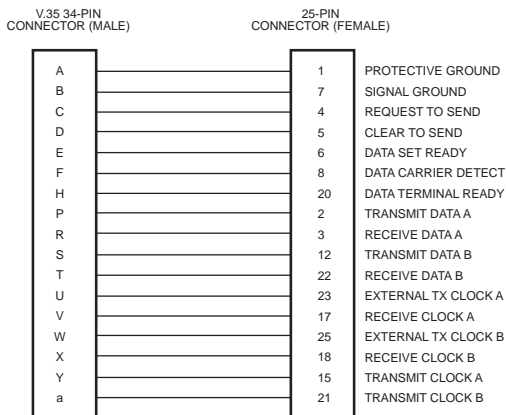 V.35 34-PIN
CONNECTOR (MALE)
25-PIN
CONNECTOR (FEMALE)
A 1 PROTECTIVE GROUND
B 7 SIGNAL GROUND
C 4 REQUEST TO SEND
D 5 CLEAR TO SEND
E 6 DATA SET READY
F 8 DATA CARRIER DETECT
H 20 DATA TERMINAL READY
P 2 TRANSMIT DATA A
R 3 RECEIVE DATA A
S 12 TRANSMIT DATA B
T 22 RECEIVE DATA B
U 23 EXTERNAL TX CLOCK A
V 17 RECEIVE CLOCK A
W 25 EXTERNAL TX CLOCK B
X 18 RECEIVE CLOCK B
Y 15 TRANSMIT CLOCK A
a 21 TRANSMIT CLOCK B